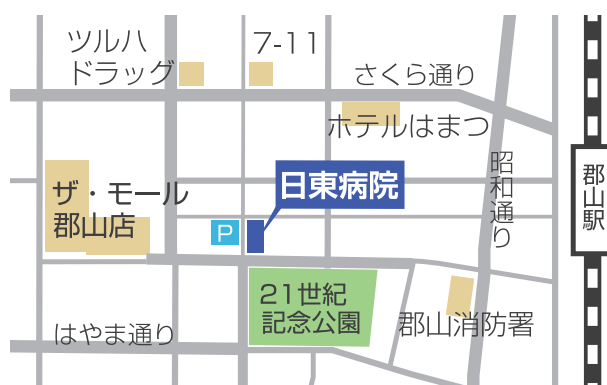 ツルハ
ドラッグ
7-11
さくら通り
ホテルはまつ
昭和通り
郡山駅
ザ・モール
郡山店
日東病院
P
21世紀
記念公園
郡山消防署
はやま通り